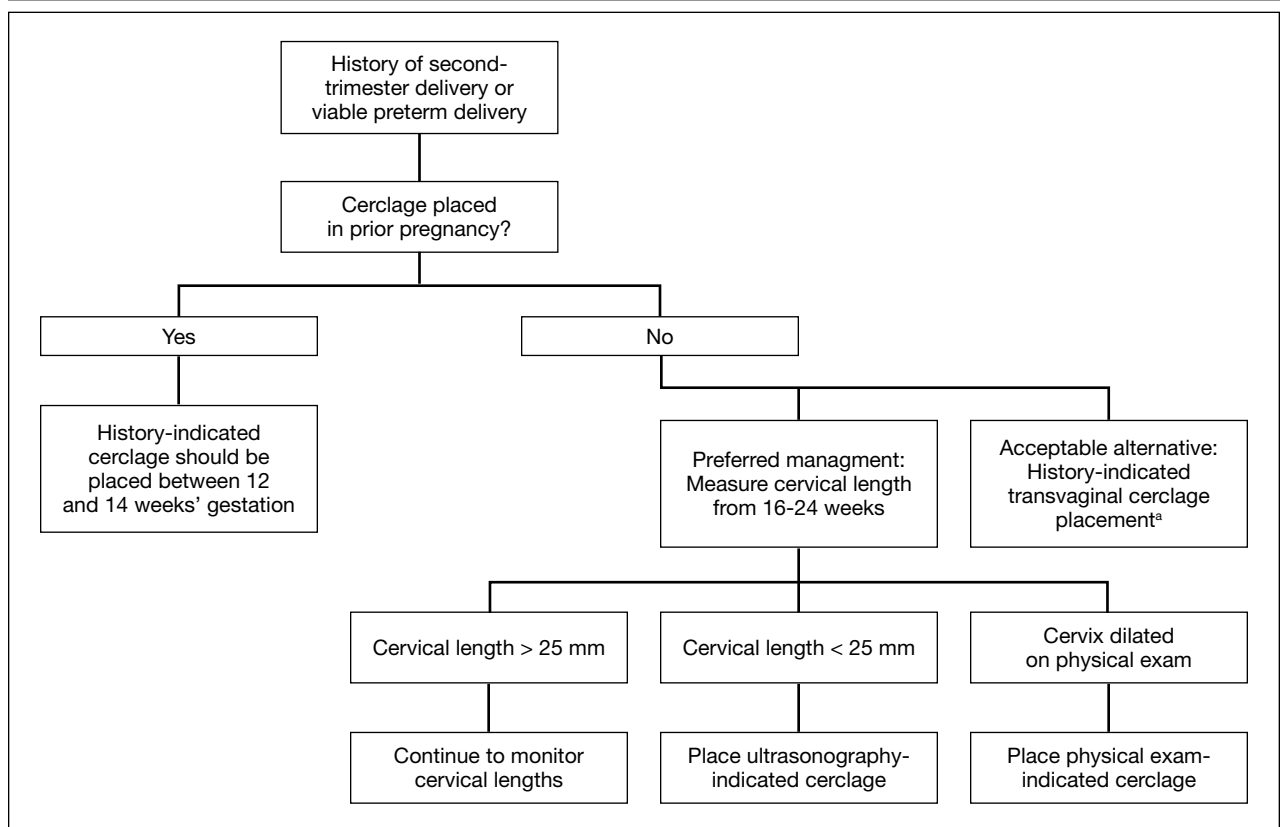 History of second-
trimester delivery or
viable preterm delivery
Cerclage placed
in prior pregnancy?
Yes
No
History-indicated
cerclage should be
placed between 12
and 14 weeks’ gestation
Preferred managment:
Measure cervical length
from 16-24 weeks
Acceptable alternative:
History-indicated
transvaginal cerclage
placementᵃ
Cervical length > 25 mm
Cervical length < 25 mm
Cervix dilated
on physical exam
Continue to monitor
cervical lengths
Place ultrasonography-
indicated cerclage
Place physical exam-
indicated cerclage